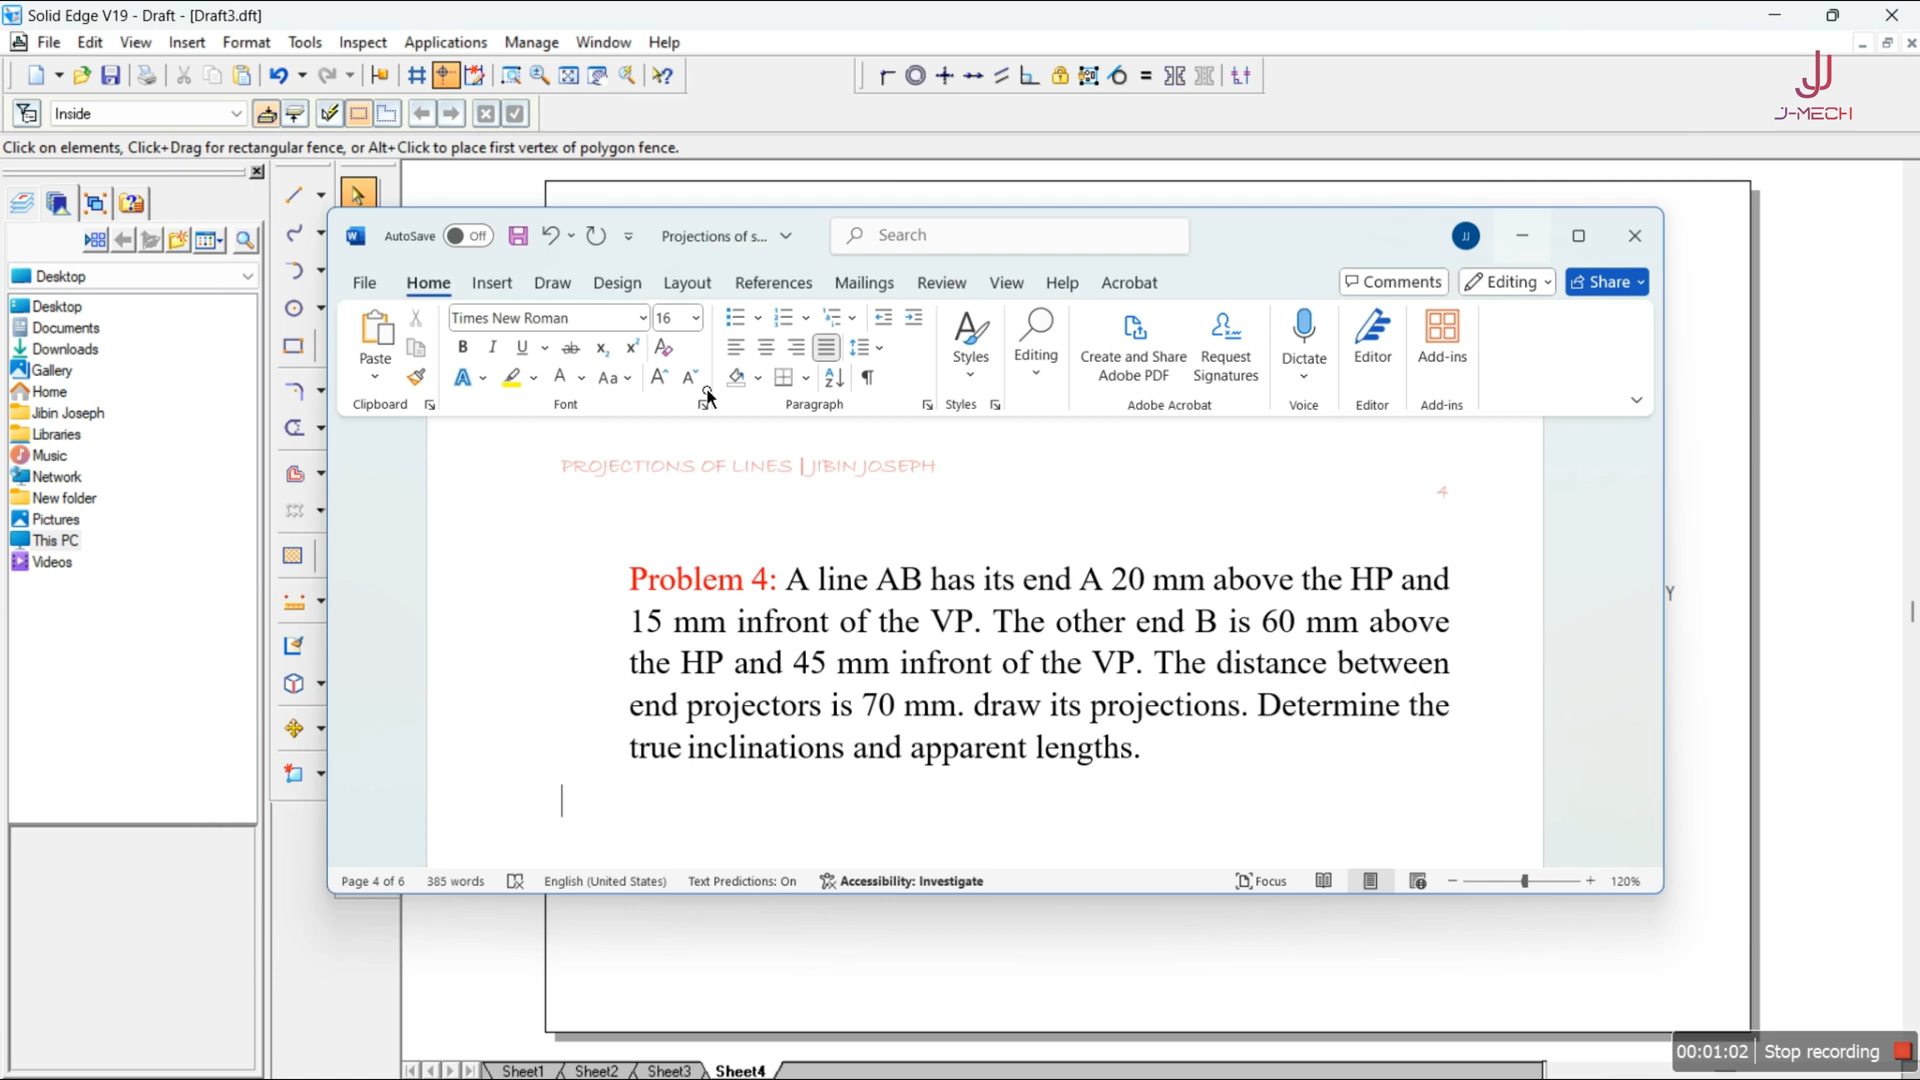 Solid Edge V19 - Draft - [Draft3.dft]
File Edit View Insert Format Tools Inspect Applications Manage Window Help
J-MECH
Inside
Click on elements, Click+Drag for rectangular fence, or Alt+Click to place first vertex of polygon fence.
Desktop
Desktop
Documents
Downloads
Gallery
Home
Jibin Joseph
Libraries
Music
Network
New folder
Pictures
This PC
Videos
AutoSave Off Projections of s... Search JJ
File Home Insert Draw Design Layout References Mailings Review View Help Acrobat Comments Editing Share
Times New Roman 16
Paste Styles Editing Create and Share Adobe PDF Request Signatures Dictate Editor Add-ins
Clipboard Font Paragraph Styles Adobe Acrobat Voice Editor Add-ins
PROJECTIONS OF LINES | JIBIN JOSEPH
4
Problem 4: A line AB has its end A 20 mm above the HP and
15 mm infront of the VP. The other end B is 60 mm above
the HP and 45 mm infront of the VP. The distance between
end projectors is 70 mm. draw its projections. Determine the
true inclinations and apparent lengths.
Y
Page 4 of 6 385 words English (United States) Text Predictions: On Accessibility: Investigate Focus 120%
00:01:02 Stop recording
Sheet1 Sheet2 Sheet3 Sheet4